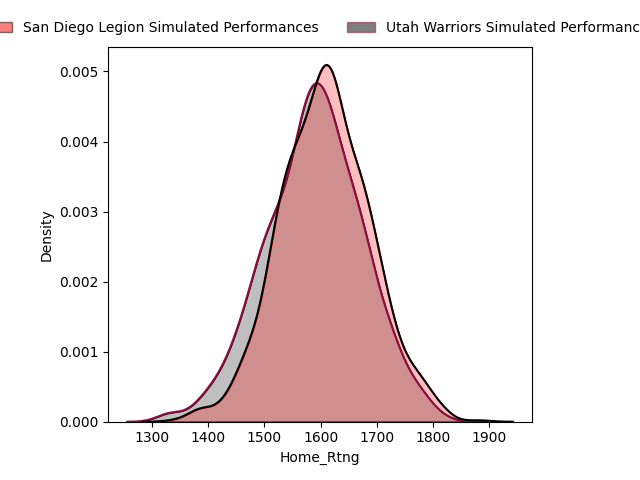 San Diego Legion Simulated Performances
Utah Warriors Simulated Performanc
0.005
0.004
0.003
0.002
0.001
0.000
Density
1300 1400 1500 1600 1700 1800 1900
Home_Rtng